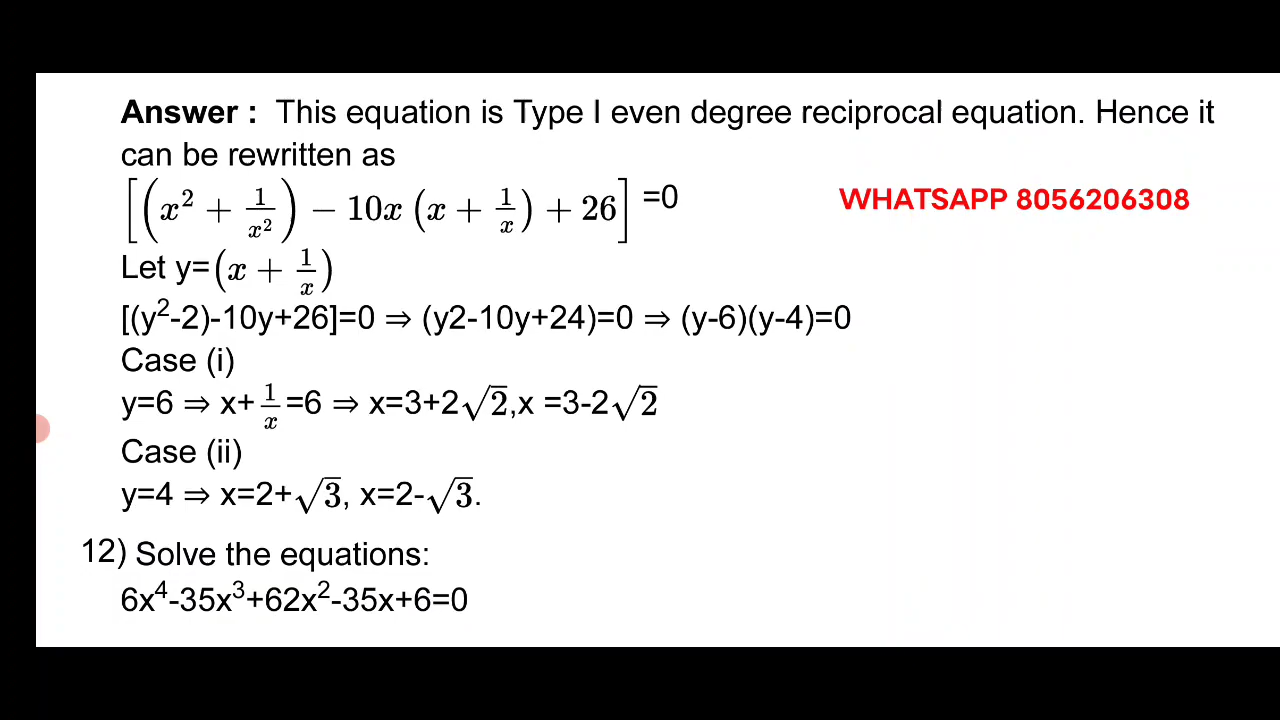 Answer : This equation is Type I even degree reciprocal equation. Hence it
can be rewritten as
[(x² + 1/x²) − 10x (x + 1/x) + 26] =0
WHATSAPP 8056206308
Let y=(x + 1/x)
[(y²-2)-10y+26]=0 ⇒ (y2-10y+24)=0 ⇒ (y-6)(y-4)=0
Case (i)
y=6 ⇒ x+1/x=6 ⇒ x=3+2√2,x =3-2√2
Case (ii)
y=4 ⇒ x=2+√3, x=2-√3.
12) Solve the equations:
6x⁴-35x³+62x²-35x+6=0